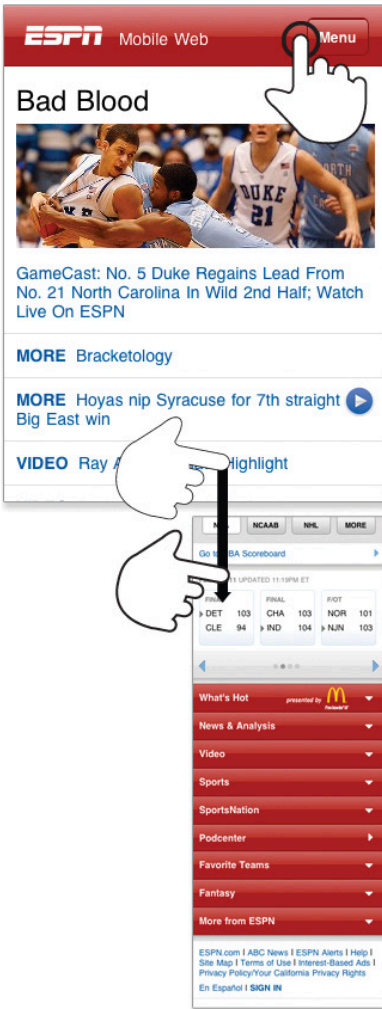 ESPN Mobile Web Menu
Bad Blood
DUKE
21
GameCast: No. 5 Duke Regains Lead From
No. 21 North Carolina In Wild 2nd Half; Watch
Live On ESPN
MORE Bracketology
MORE Hoyas nip Syracuse for 7th straight
Big East win
VIDEO Ray Highlight
NCAAB NHL MORE
Go to Scoreboard
11 UPDATED 11:19PM ET
FINAL FINAL F/OT
DET 103 CHA 103 NOR 101
CLE 94 IND 104 NJN 103
What's Hot presented by
News & Analysis
Video
Sports
SportsNation
Podcenter
Favorite Teams
Fantasy
More from ESPN
ESPN.com | ABC News | ESPN Alerts | Help |
Site Map | Terms of Use | Interest-Based Ads |
Privacy Policy/Your California Privacy Rights
En Español | SIGN IN